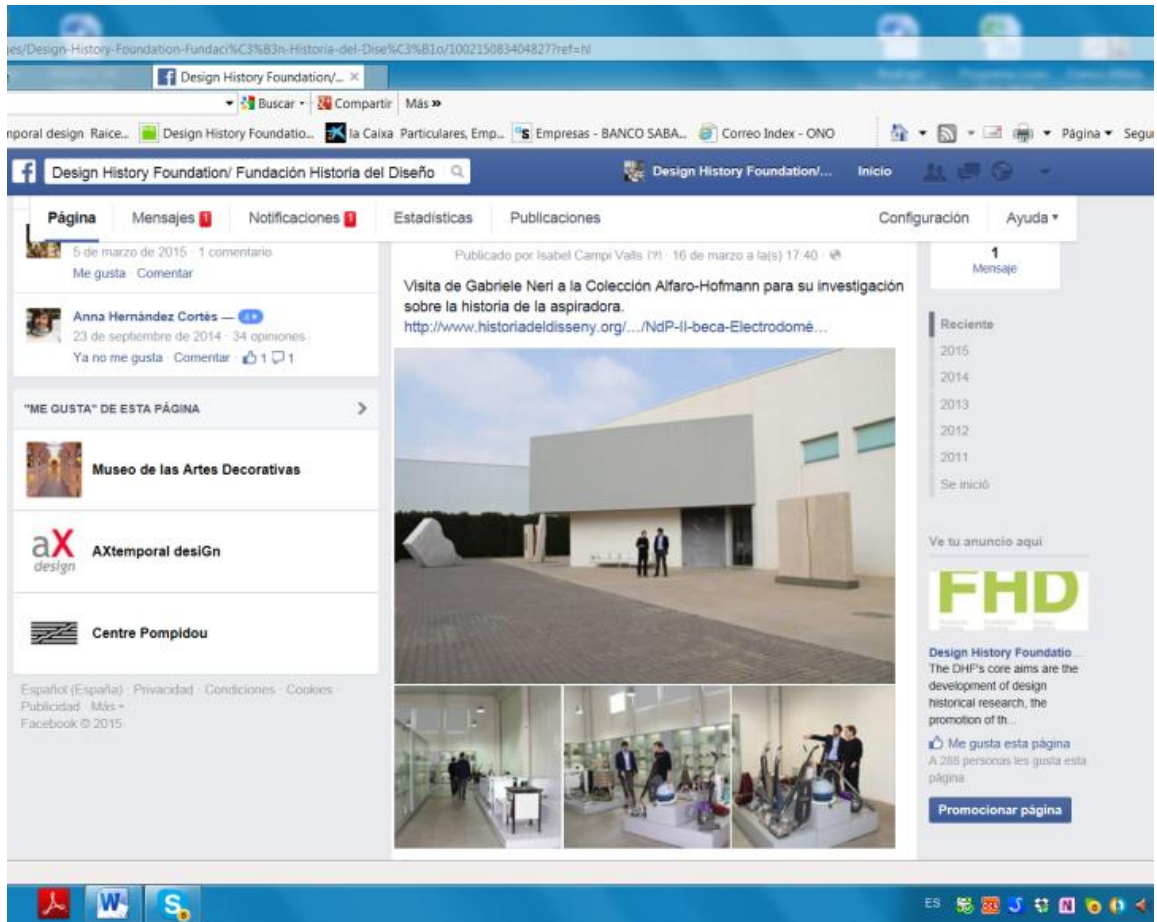 es/Design-History-Foundation-Fundaci%C3%B3n-Historia-del-Dise%C3%B1o/100215083404827?ref=hl
Design History Foundation/... ×
Buscar Compartir Más »
nporal design Raice... Design History Foundatio... la Caixa Particulares, Emp... Empresas - BANCO SABA... Correo Index - ONO Página Segu
Design History Foundation/ Fundación Historia del Diseño
Design History Foundation/... Inicio
Página Mensajes 1 Notificaciones 1 Estadísticas Publicaciones Configuración Ayuda
5 de marzo de 2015 · 1 comentario
Me gusta · Comentar
Anna Hernández Cortés —
23 de septiembre de 2014 · 34 opiniones
Ya no me gusta · Comentar · 1 1
"ME GUSTA" DE ESTA PÁGINA
Museo de las Artes Decorativas
aX
design
AXtemporal desiGn
Centre Pompidou
Español (España) · Privacidad · Condiciones · Cookies ·
Publicidad · Más
Facebook © 2015
Publicado por Isabel Campi Valls [?] · 16 de marzo a la(s) 17:40 ·
Visita de Gabriele Neri a la Colección Alfaro-Hofmann para su investigación
sobre la historia de la aspiradora.
http://www.historiadeldisseny.org/.../NdP-II-beca-Electrodomé...
1
Mensaje
Reciente
2015
2014
2013
2012
2011
Se inició
Ve tu anuncio aquí
FHD
Design History Foundatio...
The DHF's core aims are the
development of design
historical research, the
promotion of th...
Me gusta esta página
A 288 personas les gusta esta
página
Promocionar página
ES